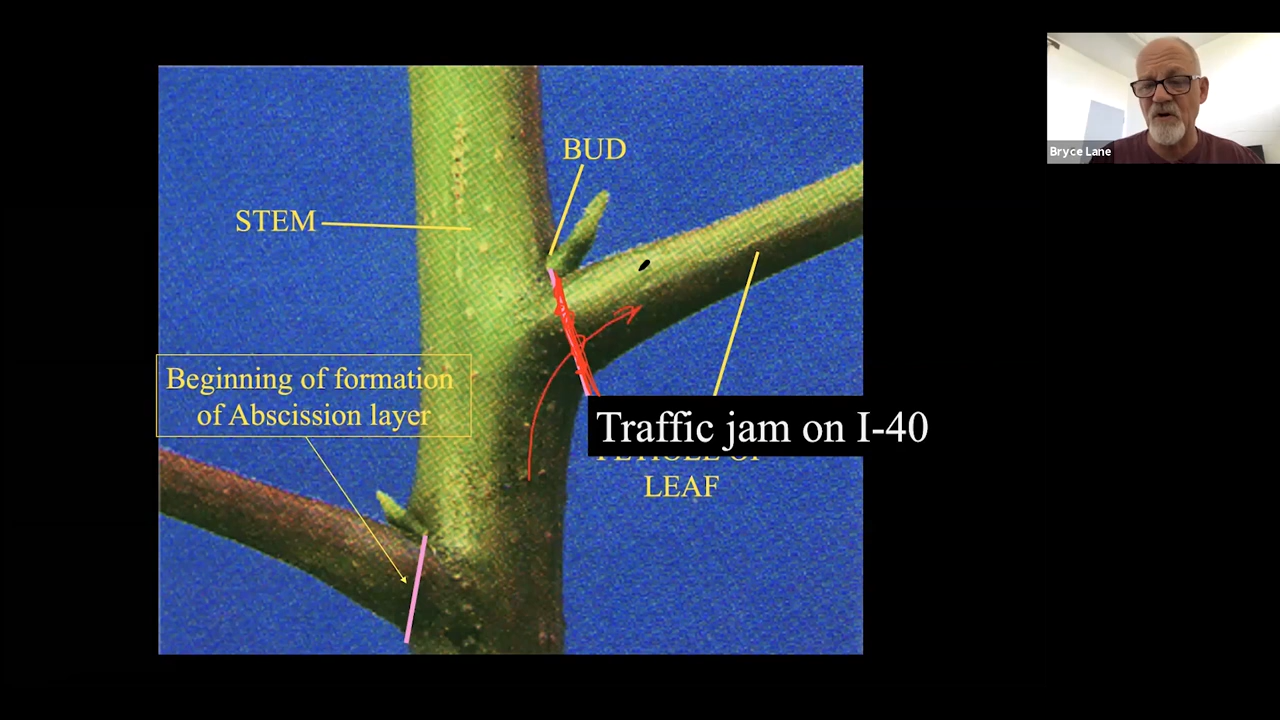 BUD
STEM
Beginning of formation
of Abscission layer
Traffic jam on I-40
LEAF
Bryce Lane